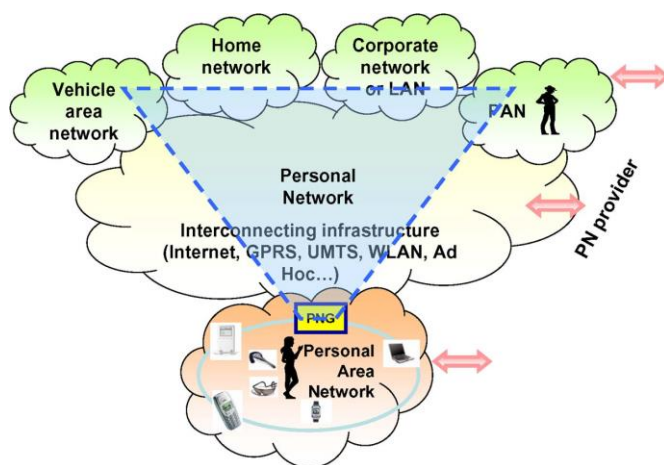 Home
network
Corporate
network
or LAN
Vehicle
area
network
PAN
Personal
Network
PN provider
Interconnecting infrastructure
(Internet, GPRS, UMTS, WLAN, Ad
Hoc...)
PNG
Personal
Area
Network